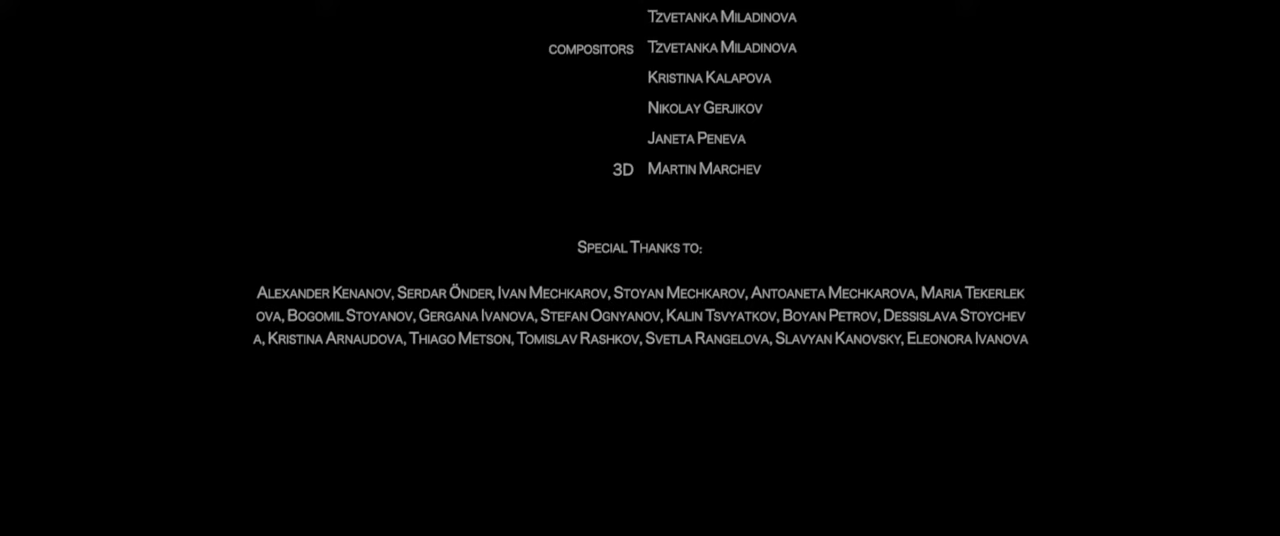 Tzvetanka Miladinova
compositors Tzvetanka Miladinova
Kristina Kalapova
Nikolay Gerjikov
Janeta Peneva
3D Martin Marchev
Special Thanks to:
Alexander Kenanov, Serdar Önder, Ivan Mechkarov, Stoyan Mechkarov, Antoaneta Mechkarova, Maria Tekerlek
ova, Bogomil Stoyanov, Gergana Ivanova, Stefan Ognyanov, Kalin Tsvyatkov, Boyan Petrov, Dessislava Stoychev
a, Kristina Arnaudova, Thiago Metson, Tomislav Rashkov, Svetla Rangelova, Slavyan Kanovsky, Eleonora Ivanova